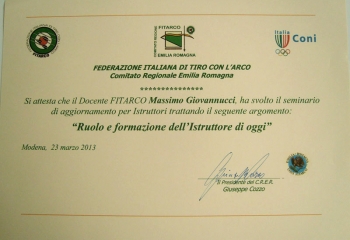 FITARCO
EMILIA ROMAGNA
Italia
Coni
FEDERAZIONE ITALIANA DI TIRO CON L'ARCO
Comitato Regionale Emilia Romagna
***************
Si attesta che il Docente FITARCO Massimo Giovannucci, ha svolto il seminario
di aggiornamento per Istruttori trattando il seguente argomento:
"Ruolo e formazione dell'Istruttore di oggi"
Modena, 23 marzo 2013
Il Presidente del C.R.E.R.
Giuseppe Cozzo